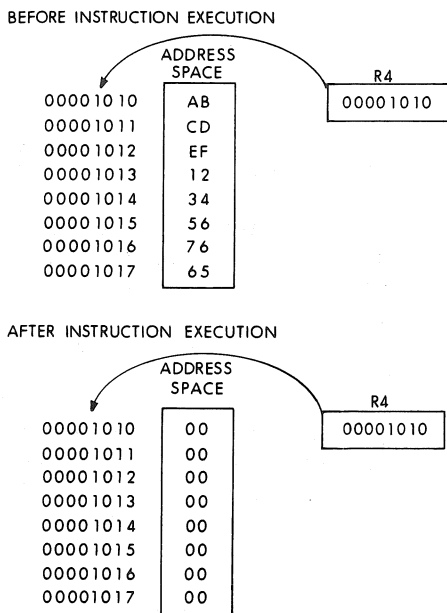 BEFORE INSTRUCTION EXECUTION
ADDRESS
SPACE
R4
00001010 AB 00001010
00001011 CD
00001012 EF
00001013 12
00001014 34
00001015 56
00001016 76
00001017 65
AFTER INSTRUCTION EXECUTION
ADDRESS
SPACE
R4
00001010 00 00001010
00001011 00
00001012 00
00001013 00
00001014 00
00001015 00
00001016 00
00001017 00